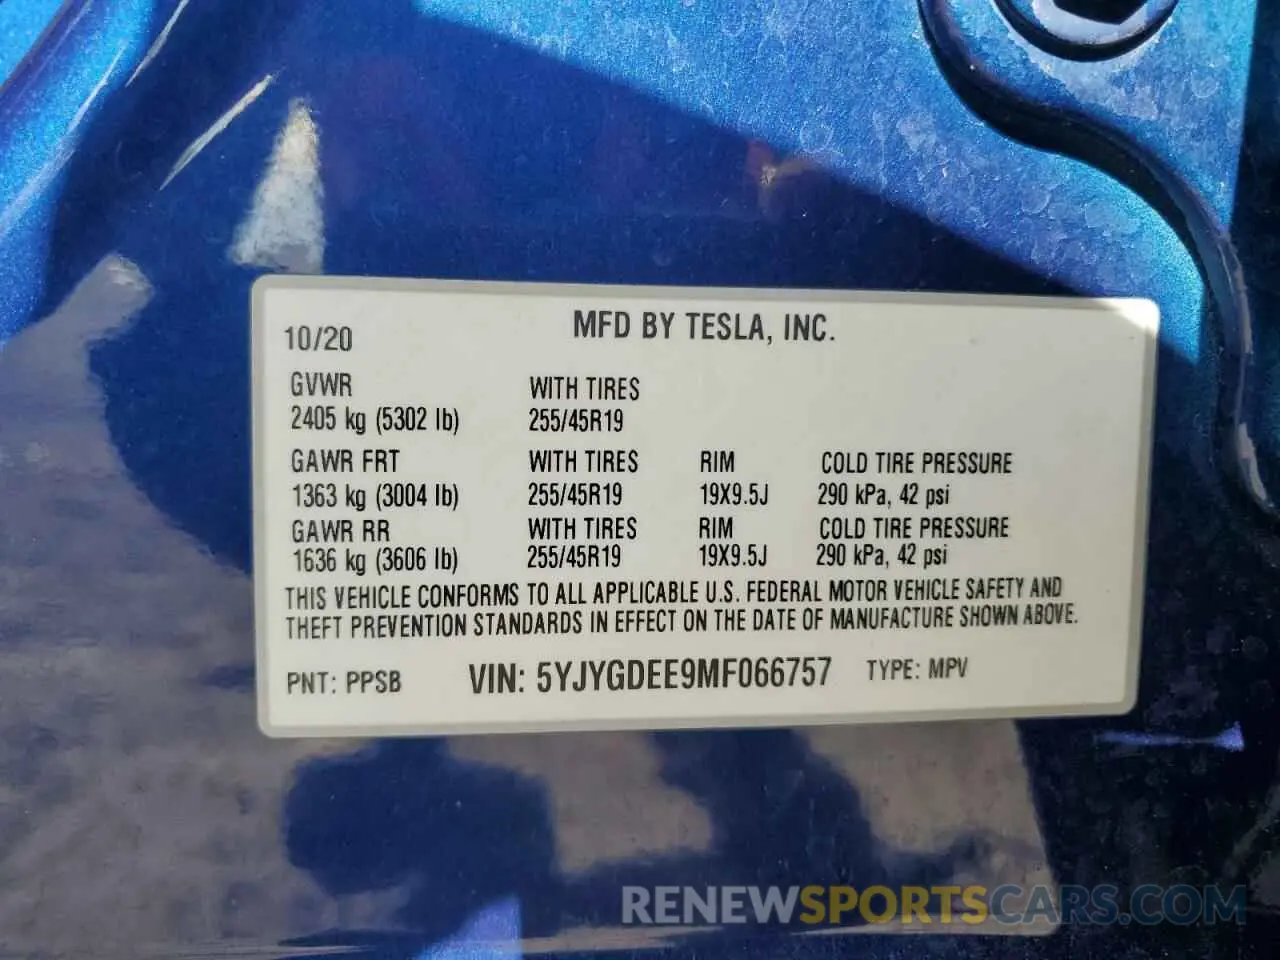 10/20 MFD BY TESLA, INC.
GVWR WITH TIRES
2405 kg (5302 lb) 255/45R19
GAWR FRT WITH TIRES RIM COLD TIRE PRESSURE
1363 kg (3004 lb) 255/45R19 19X9.5J 290 kPa, 42 psi
GAWR RR WITH TIRES RIM COLD TIRE PRESSURE
1636 kg (3606 lb) 255/45R19 19X9.5J 290 kPa, 42 psi
THIS VEHICLE CONFORMS TO ALL APPLICABLE U.S. FEDERAL MOTOR VEHICLE SAFETY AND
THEFT PREVENTION STANDARDS IN EFFECT ON THE DATE OF MANUFACTURE SHOWN ABOVE.
PNT: PPSB VIN: 5YJYGDEE9MF066757 TYPE: MPV
RENEWSPORTSCARS.COM